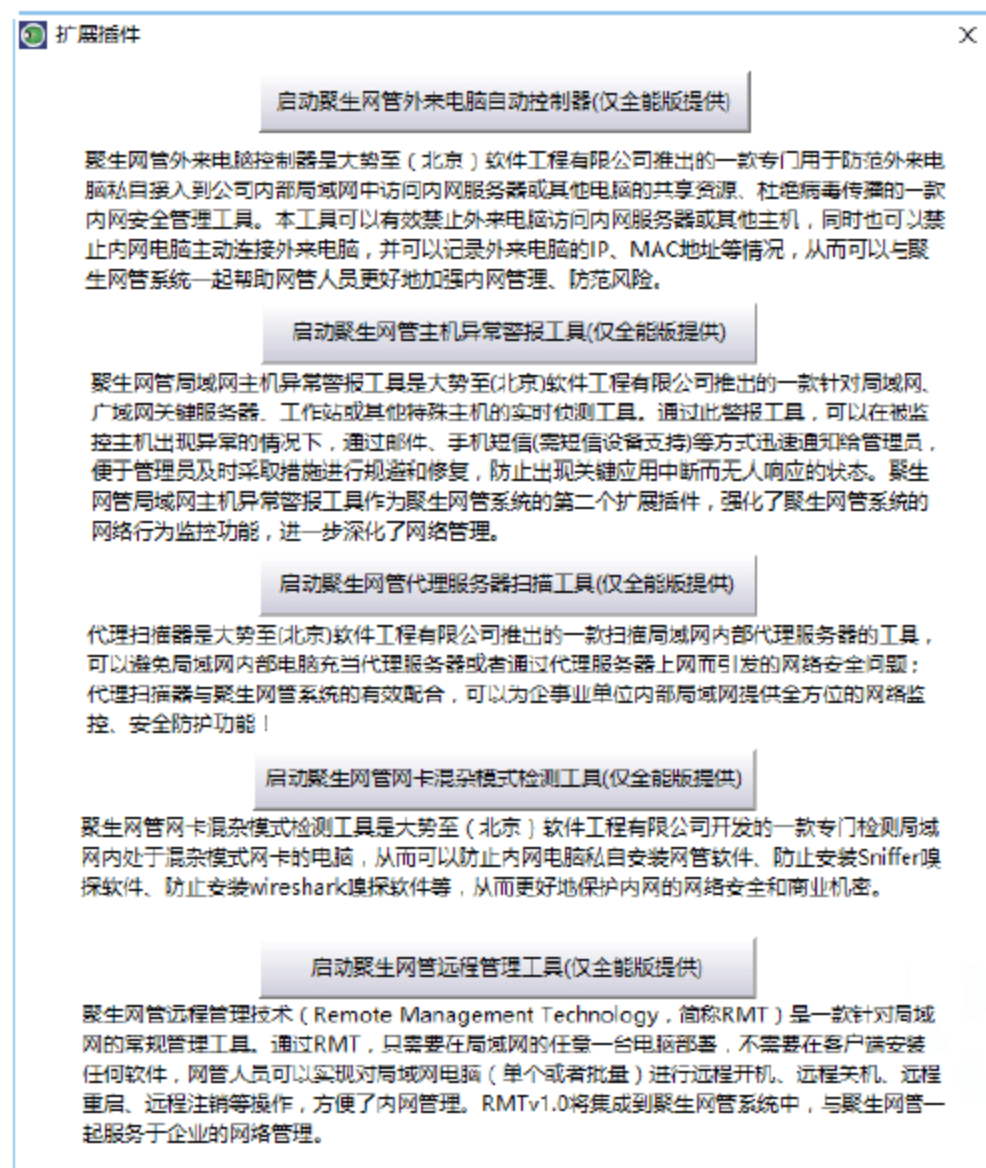 扩展插件
启动聚生网管外来电脑自动控制器(仅全能版提供)
聚生网管外来电脑控制器是大势至（北京）软件工程有限公司推出的一款专门用于防范外来电
脑私自接入到公司内部局域网中访问内网服务器或其他电脑的共享资源、杜绝病毒传播的一款
内网安全管理工具。本工具可以有效禁止外来电脑访问内网服务器或其他主机，同时也可以禁
止内网电脑主动连接外来电脑，并可以记录外来电脑的IP、MAC地址等情况，从而可以与聚
生网管系统一起帮助网管人员更好地加强内网管理、防范风险。
启动聚生网管主机异常警报工具(仅全能版提供)
聚生网管局域网主机异常警报工具是大势至(北京)软件工程有限公司推出的一款针对局域网、
广域网关键服务器、工作站或其他特殊主机的实时侦测工具。通过此警报工具，可以在被监
控主机出现异常的情况下，通过邮件、手机短信(需短信设备支持)等方式迅速通知给管理员，
便于管理员及时采取措施进行规避和修复，防止出现关键应用中断而无人响应的状态。聚生
网管局域网主机异常警报工具作为聚生网管系统的第二个扩展插件，强化了聚生网管系统的
网络行为监控功能，进一步深化了网络管理。
启动聚生网管代理服务器扫描工具(仅全能版提供)
代理扫描器是大势至(北京)软件工程有限公司推出的一款扫描局域网内部代理服务器的工具，
可以避免局域网内部电脑充当代理服务器或者通过代理服务器上网而引发的网络安全问题；
代理扫描器与聚生网管系统的有效配合，可以为企事业单位内部局域网提供全方位的网络监
控、安全防护功能！
启动聚生网管网卡混杂模式检测工具(仅全能版提供)
聚生网管网卡混杂模式检测工具是大势至（北京）软件工程有限公司开发的一款专门检测局域
网内处于混杂模式网卡的电脑，从而可以防止内网电脑私自安装网管软件、防止安装Sniffer嗅
探软件、防止安装wireshark嗅探软件等，从而更好地保护内网的网络安全和商业机密。
启动聚生网管远程管理工具(仅全能版提供)
聚生网管远程管理技术（Remote Management Technology，简称RMT）是一款针对局域
网的常规管理工具。通过RMT，只需要在局域网的任意一台电脑部署，不需要在客户端安装
任何软件，网管人员可以实现对局域网电脑（单个或者批量）进行远程开机、远程关机、远程
重启、远程注销等操作，方便了内网管理。RMTv1.0将集成到聚生网管系统中，与聚生网管一
起服务于企业的网络管理。